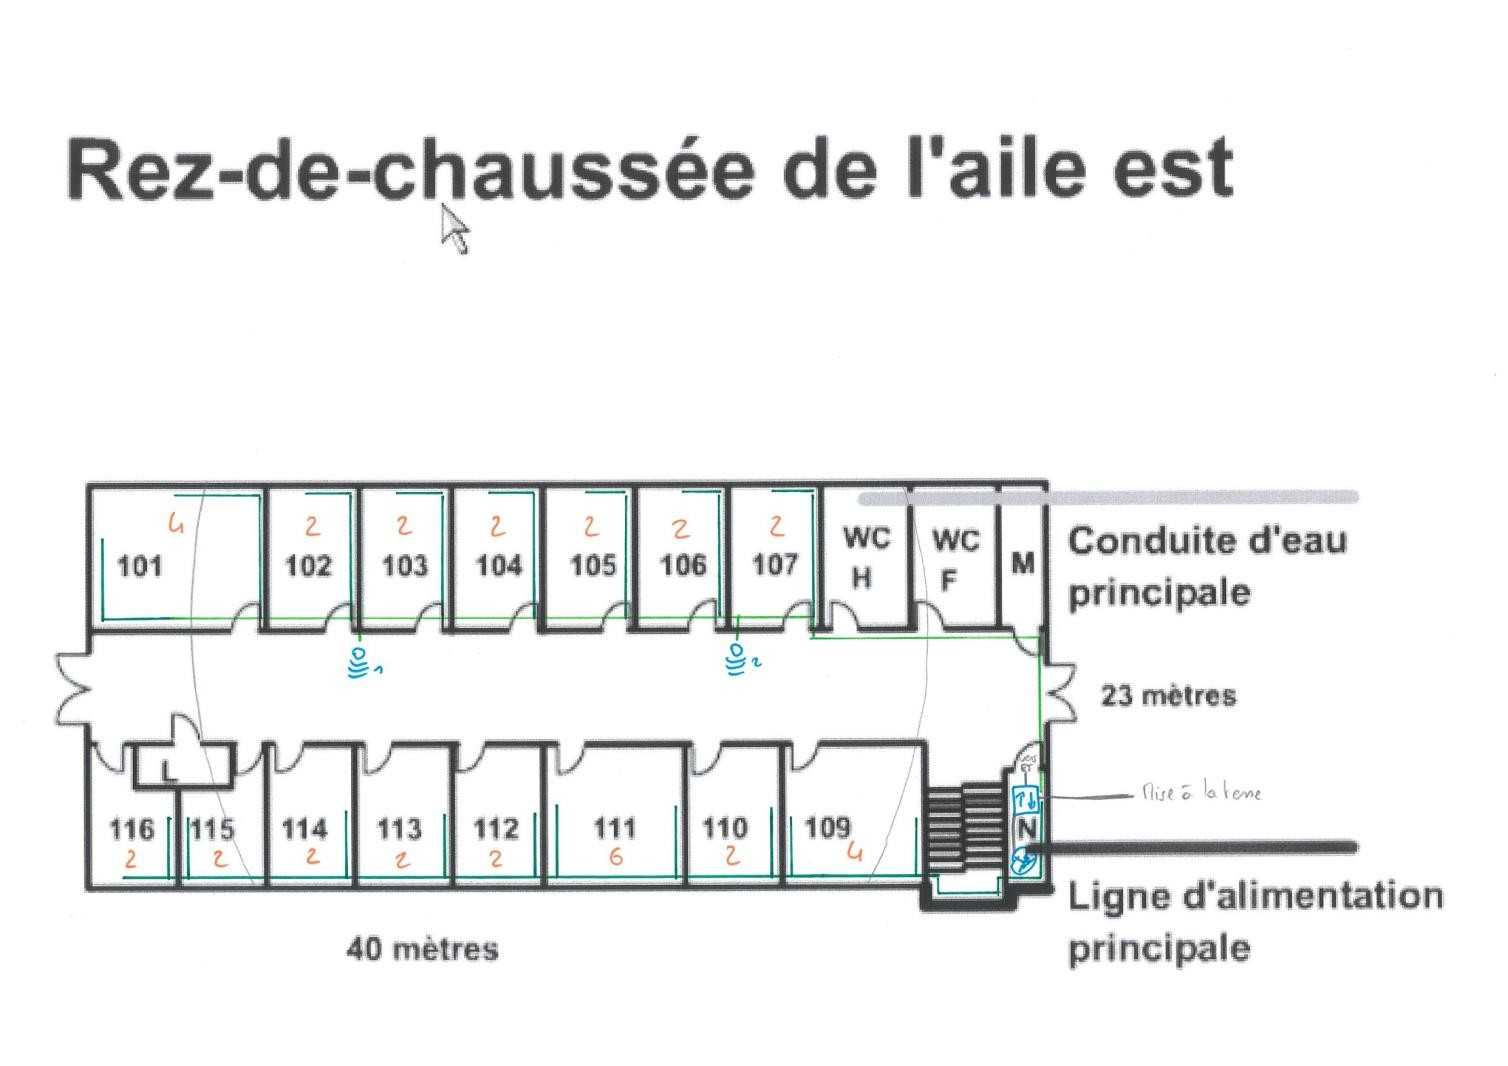 Rez-de-chaussée de l'aile est
4
101
2
102
2
103
2
104
2
105
2
106
2
107
WC
H
WC
F
M
Conduite d'eau
principale
1
2
23 mètres
L
116
2
115
2
114
2
113
2
112
2
111
6
110
2
109
4
N
Mise à la terre
Ligne d'alimentation
principale
40 mètres